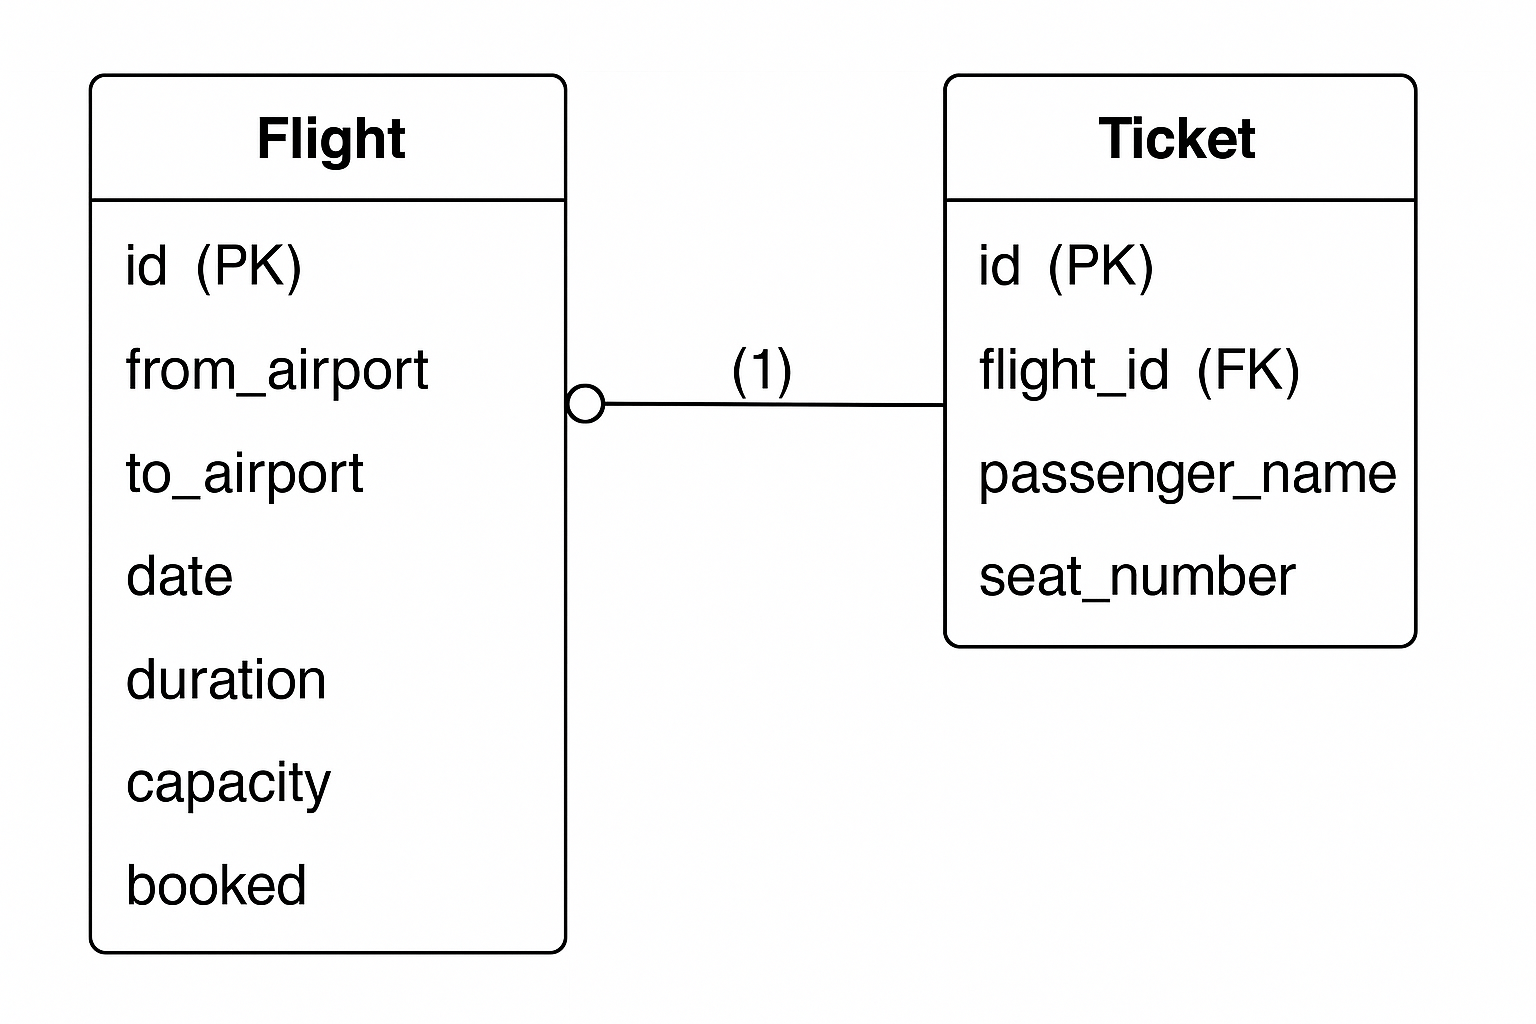 Flight
id (PK)
from_airport
to_airport
date
duration
capacity
booked
(1)
Ticket
id (PK)
flight_id (FK)
passenger_name
seat_number